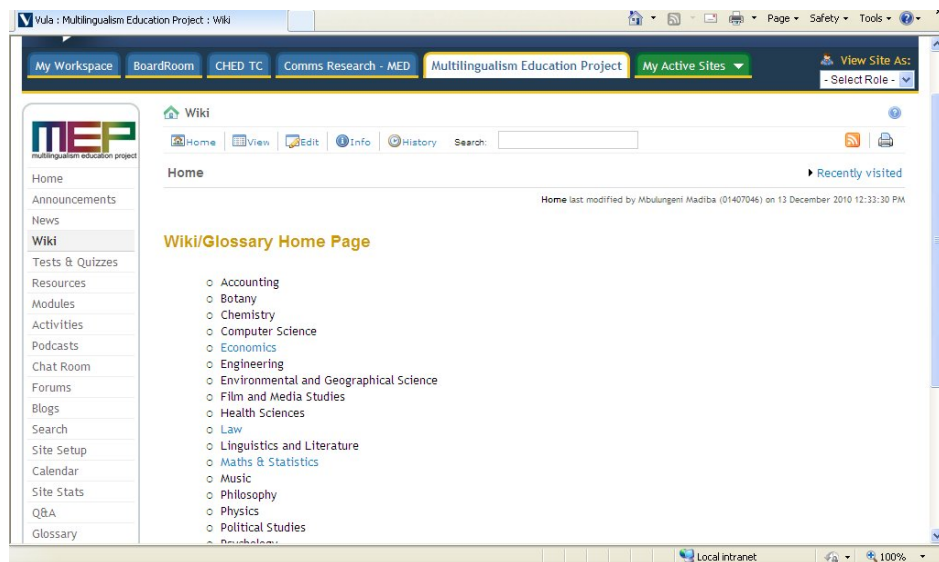 Vula : Multilingualism Education Project : Wiki
Page Safety Tools
My Workspace BoardRoom CHED TC Comms Research - MED Multilingualism Education Project My Active Sites View Site As:
- Select Role -
MEP
multilingualism education project
Wiki
Home View Edit Info History Search:
Home Recently visited
Home last modified by Mbulungeni Madiba (01407046) on 13 December 2010 12:33:30 PM
Home
Announcements
News
Wiki
Tests & Quizzes
Resources
Modules
Activities
Podcasts
Chat Room
Forums
Blogs
Search
Site Setup
Calendar
Site Stats
Q&A
Glossary
Wiki/Glossary Home Page
Accounting
Botany
Chemistry
Computer Science
Economics
Engineering
Environmental and Geographical Science
Film and Media Studies
Health Sciences
Law
Linguistics and Literature
Maths & Statistics
Music
Philosophy
Physics
Political Studies
Psychology
Local intranet 100%